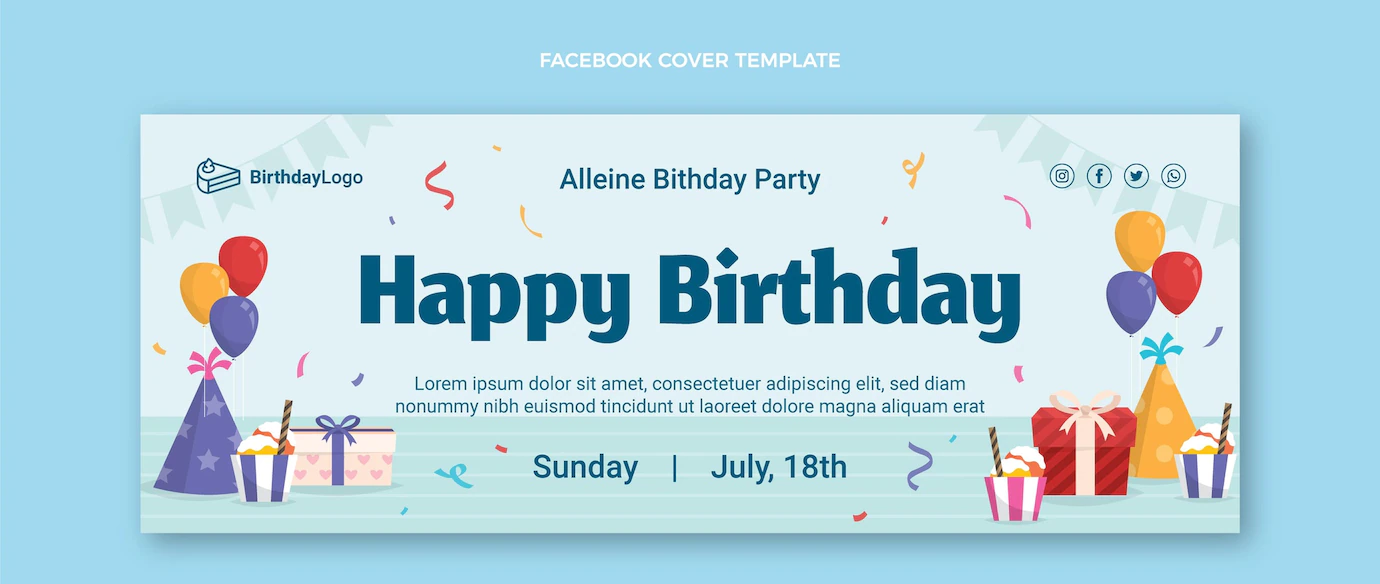 FACEBOOK COVER TEMPLATE
BirthdayLogo
Alleine Bithday Party
Happy Birthday
Lorem ipsum dolor sit amet, consectetuer adipiscing elit, sed diam
nonummy nibh euismod tincidunt ut laoreet dolore magna aliquam erat
Sunday | July, 18th